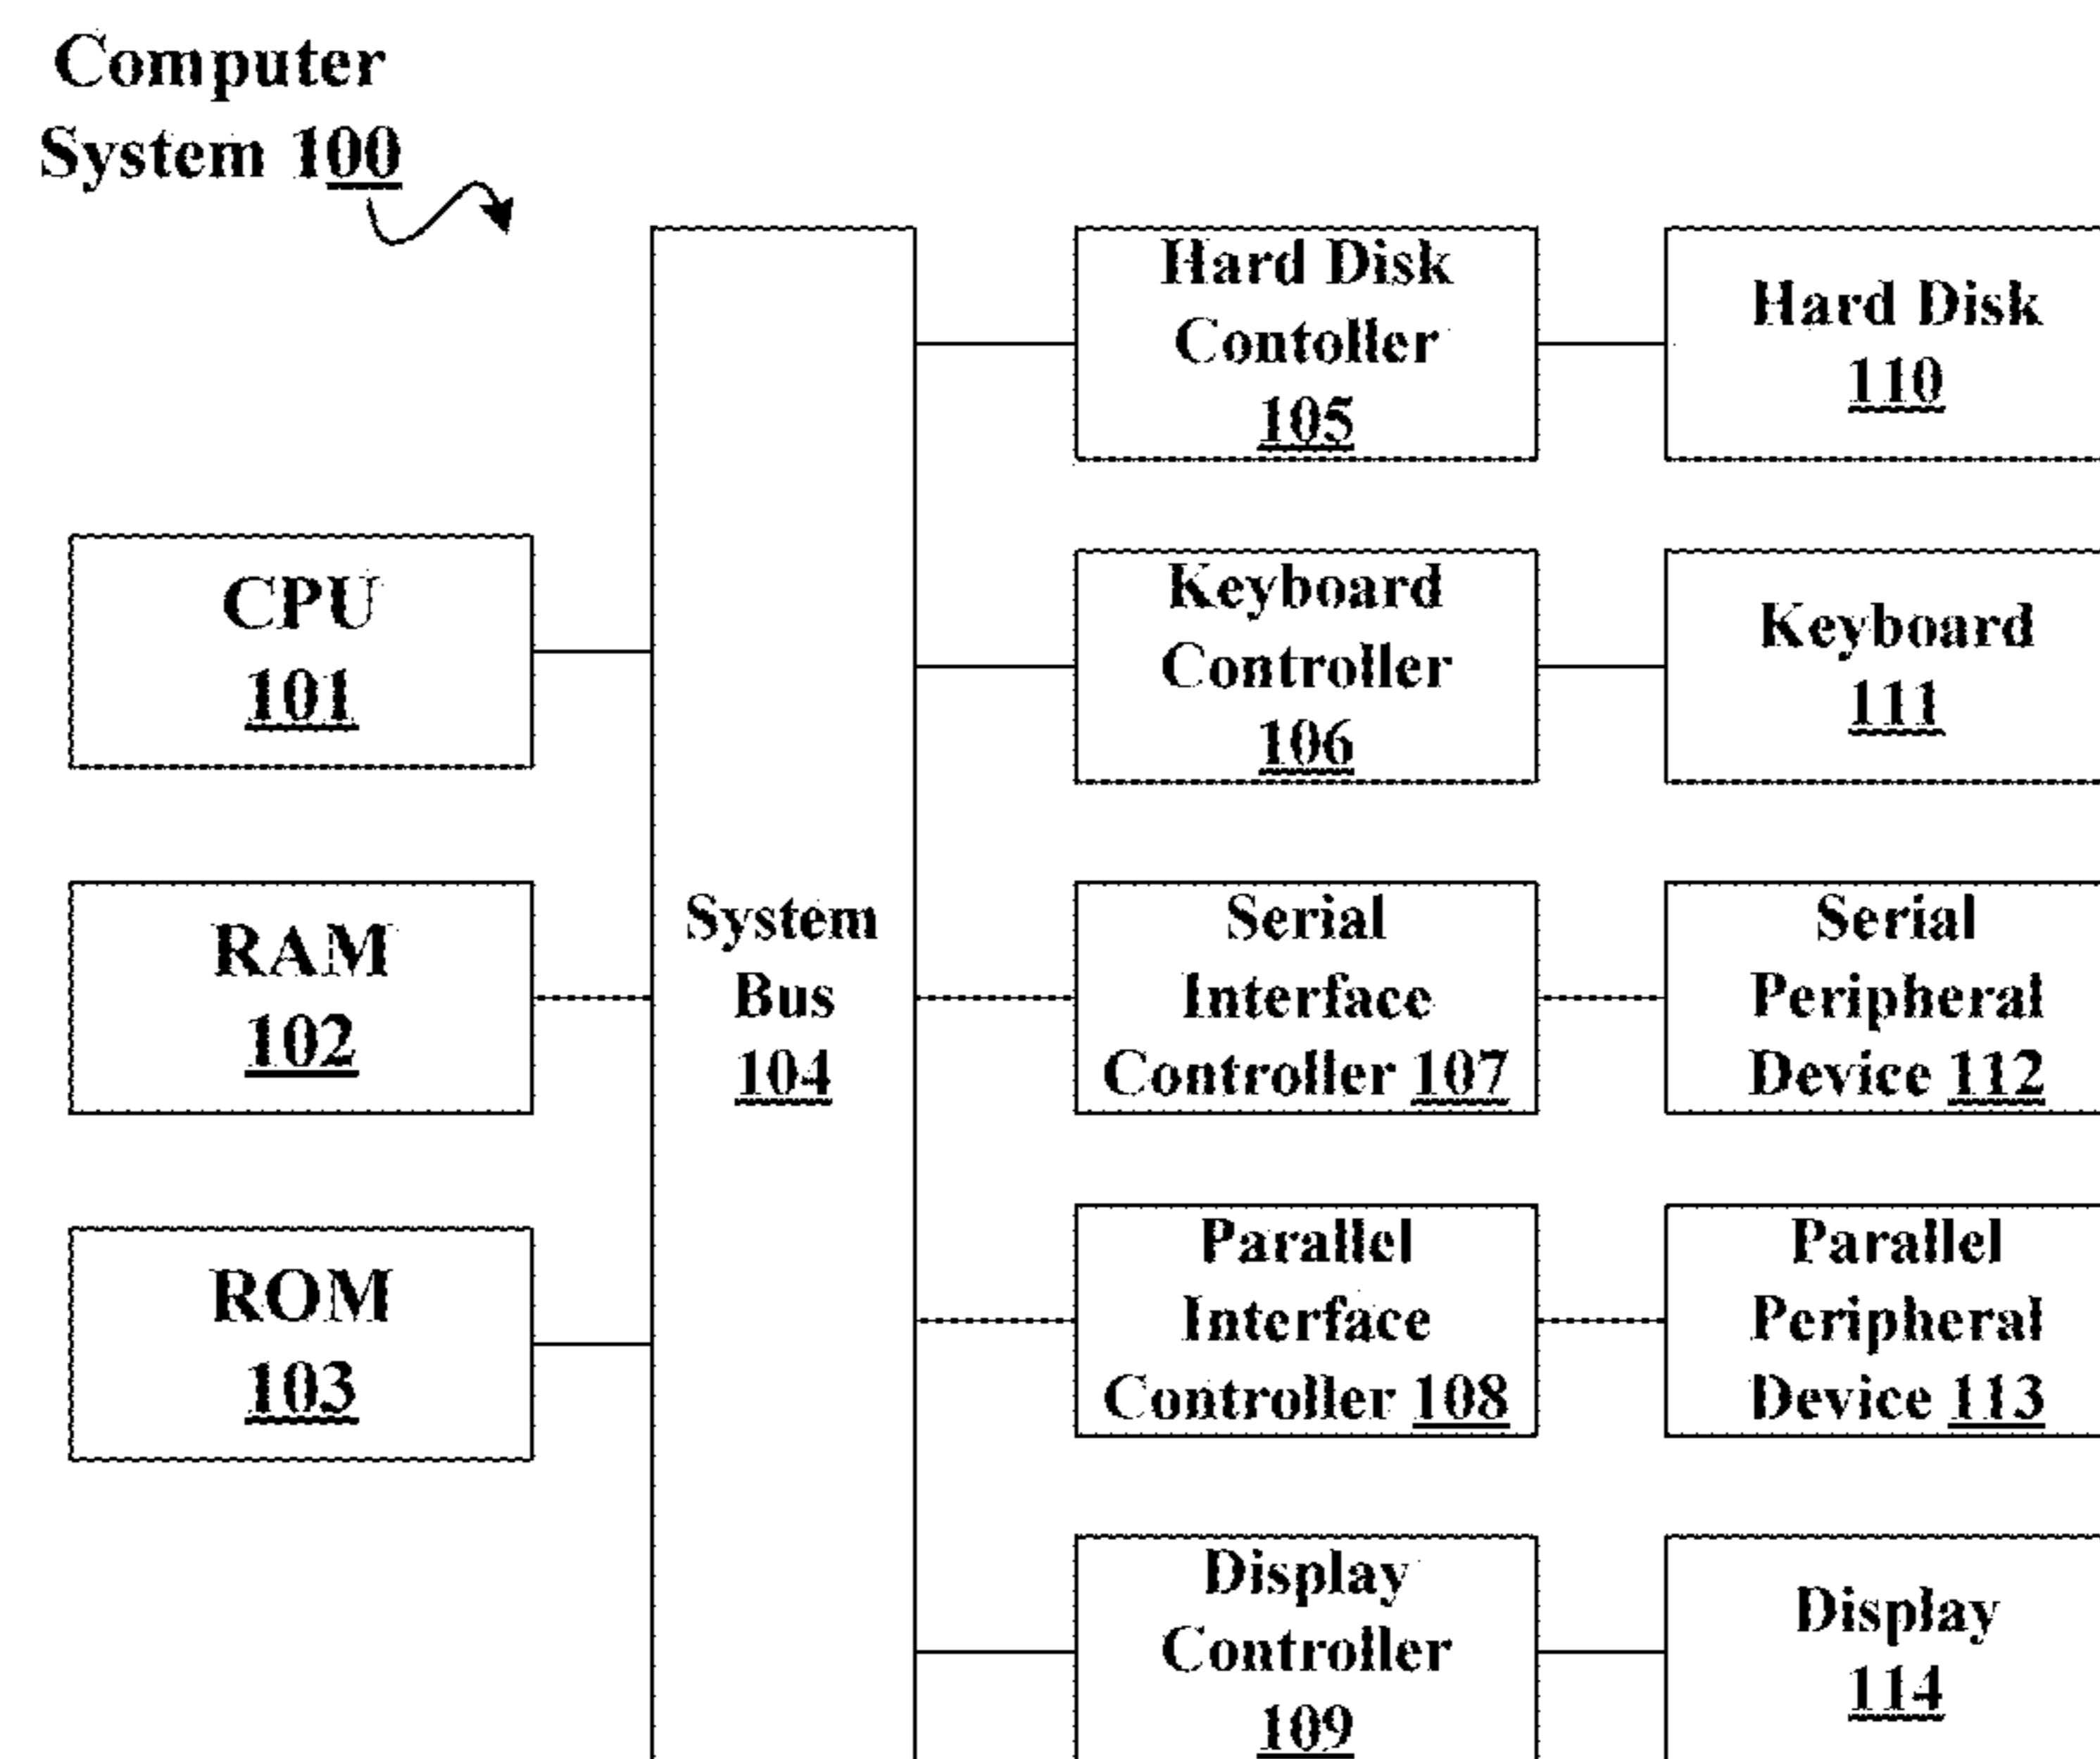 Computer
System 100
Hard Disk
Contoller
105
Hard Disk
110
CPU
101
Keyboard
Controller
106
Keyboard
111
RAM
102
System
Bus
104
Serial
Interface
Controller 107
Serial
Peripheral
Device 112
ROM
103
Parallel
Interface
Controller 108
Parallel
Peripheral
Device 113
Display
Controller
109
Display
114